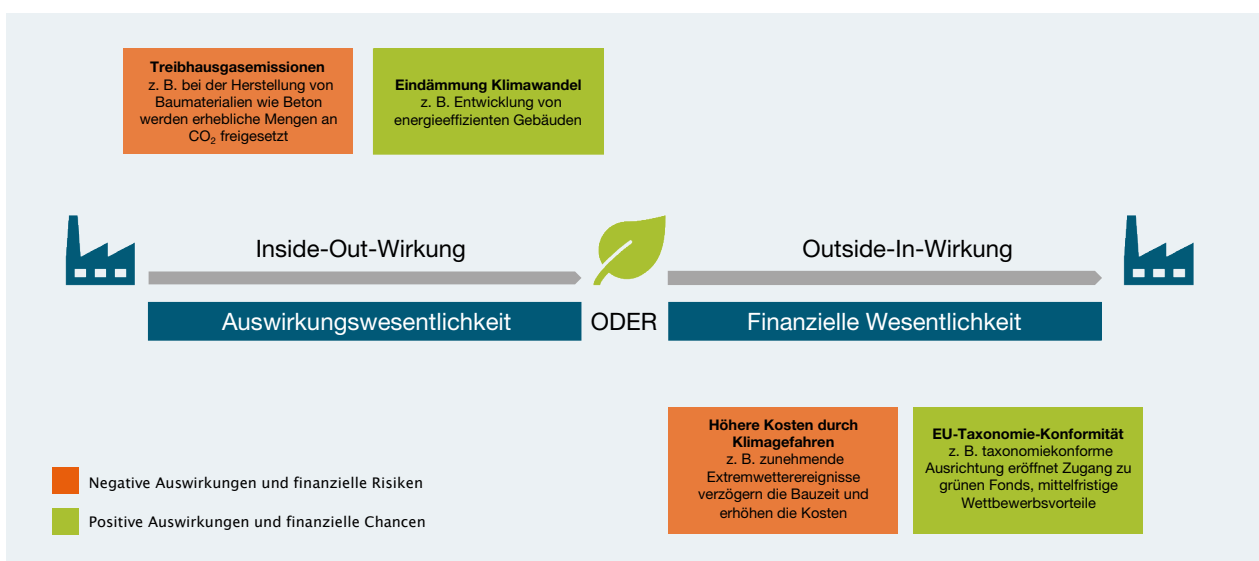 Treibhausgasemissionen
z. B. bei der Herstellung von
Baumaterialien wie Beton
werden erhebliche Mengen an
CO₂ freigesetzt
Eindämmung Klimawandel
z. B. Entwicklung von
energieeffizienten Gebäuden
Inside-Out-Wirkung
Outside-In-Wirkung
Auswirkungswesentlichkeit
ODER
Finanzielle Wesentlichkeit
Höhere Kosten durch
Klimagefahren
z. B. zunehmende
Extremwetterereignisse
verzögern die Bauzeit und
erhöhen die Kosten
EU-Taxonomie-Konformität
z. B. taxonomiekonforme
Ausrichtung eröffnet Zugang zu
grünen Fonds, mittelfristige
Wettbewerbsvorteile
Negative Auswirkungen und finanzielle Risiken
Positive Auswirkungen und finanzielle Chancen